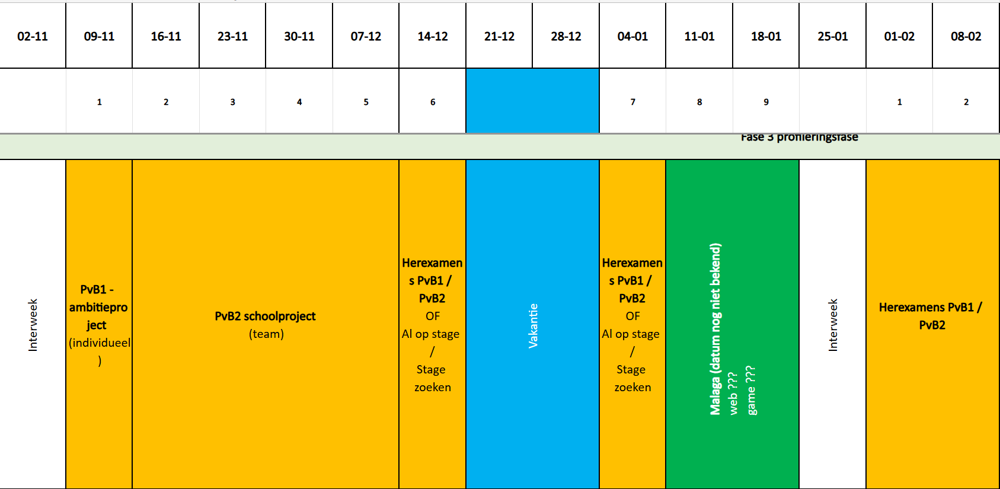 02-11 09-11 16-11 23-11 30-11 07-12 14-12 21-12 28-12 04-01 11-01 18-01 25-01 01-02 08-02
1 2 3 4 5 6 7 8 9 1 2
Fase 3 profileringsfase
Interweek
PvB1 -
ambitiepro
ject
(individueel
)
PvB2 schoolproject
(team)
Herexamen
s PvB1 /
PvB2
OF
Al op stage
/
Stage
zoeken
Vakantie
Herexamen
s PvB1 /
PvB2
OF
Al op stage
/
Stage
zoeken
Malaga (datum nog niet bekend)
web ???
game ???
Interweek
Herexamens PvB1 /
PvB2